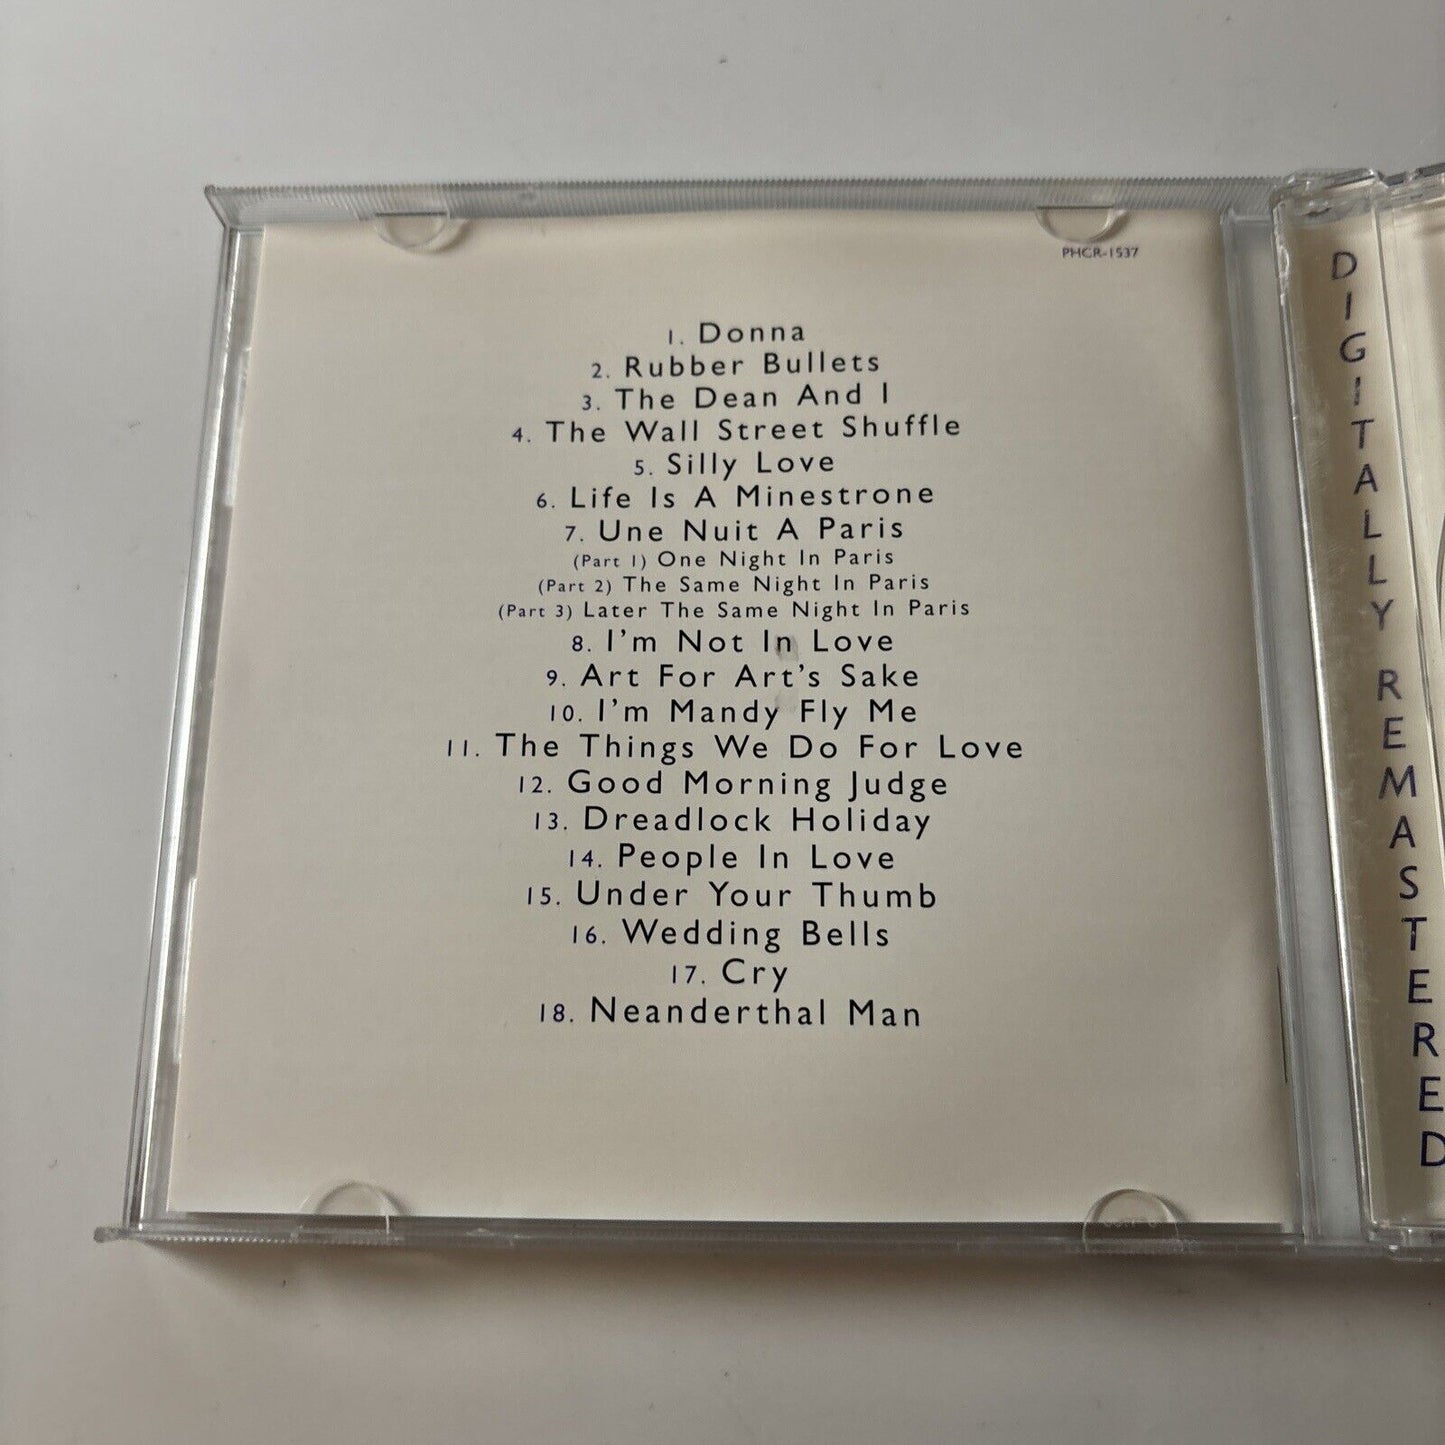 PHCR-1537
1. Donna
2. Rubber Bullets
3. The Dean And I
4. The Wall Street Shuffle
5. Silly Love
6. Life Is A Minestrone
7. Une Nuit A Paris
(Part 1) One Night In Paris
(Part 2) The Same Night In Paris
(Part 3) Later The Same Night In Paris
8. I'm Not In Love
9. Art For Art's Sake
10. I'm Mandy Fly Me
11. The Things We Do For Love
12. Good Morning Judge
13. Dreadlock Holiday
14. People In Love
15. Under Your Thumb
16. Wedding Bells
17. Cry
18. Neanderthal Man
DIGITALLY REMASTERED